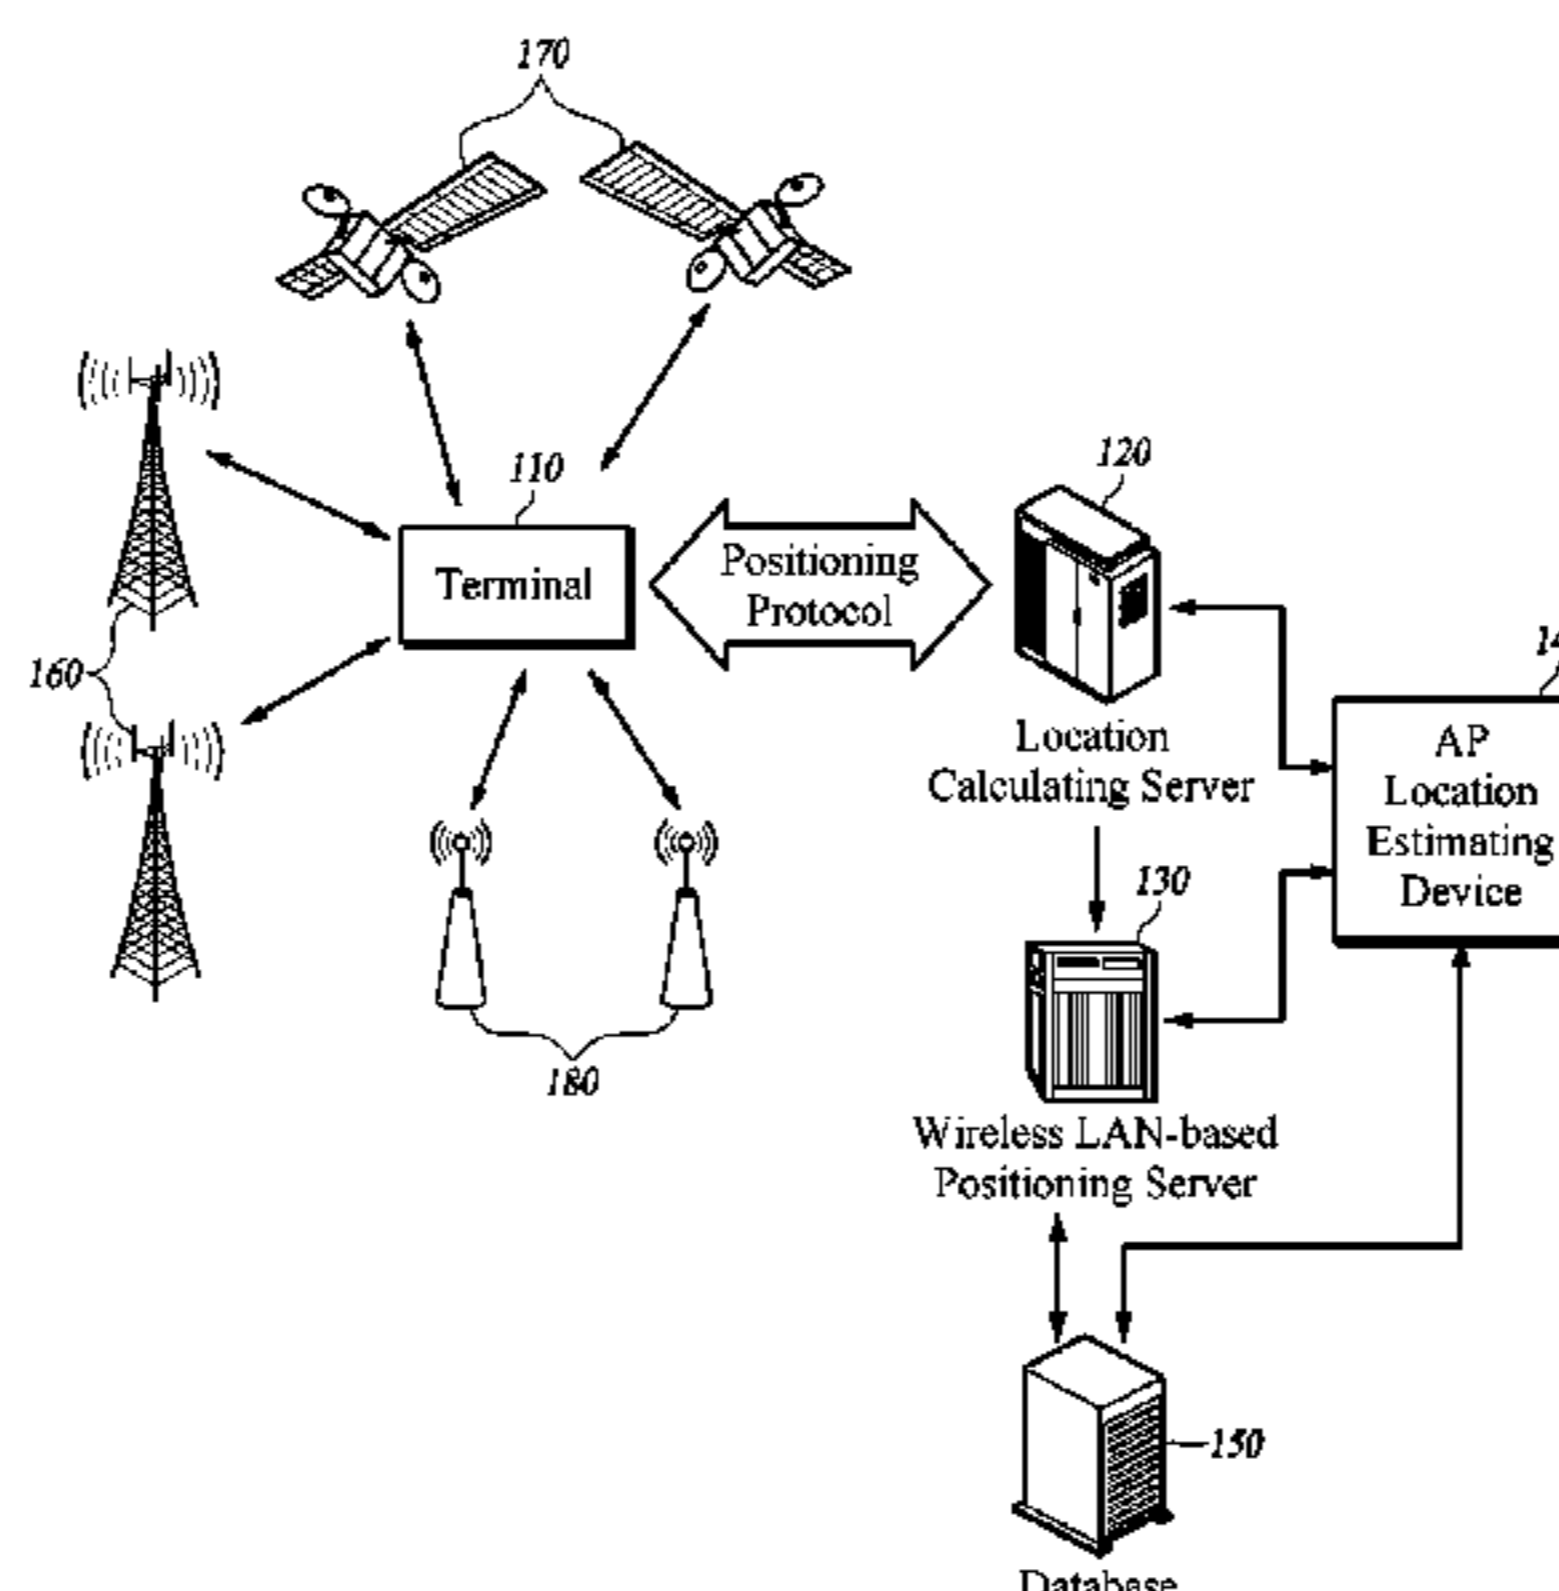 170
110
120
Terminal
Positioning
Protocol
160
Location
Calculating Server
AP
Location
Estimating
Device
130
180
Wireless LAN-based
Positioning Server
150
Database